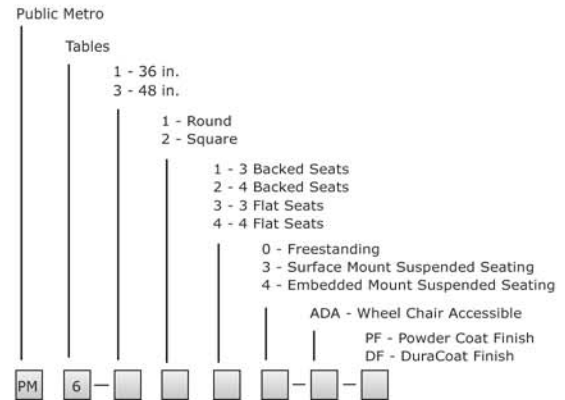 Public Metro
Tables
1 - 36 in.
3 - 48 in.
1 - Round
2 - Square
1 - 3 Backed Seats
2 - 4 Backed Seats
3 - 3 Flat Seats
4 - 4 Flat Seats
0 - Freestanding
3 - Surface Mount Suspended Seating
4 - Embedded Mount Suspended Seating
ADA - Wheel Chair Accessible
PF - Powder Coat Finish
DF - DuraCoat Finish
PM 6 - - -